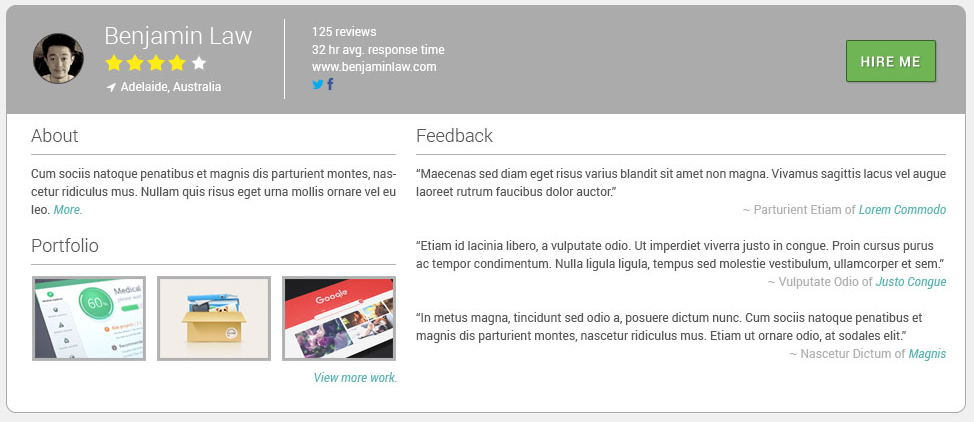 Benjamin Law
Adelaide, Australia
125 reviews
32 hr avg. response time
www.benjaminlaw.com
HIRE ME
About
Cum sociis natoque penatibus et magnis dis parturient montes, nas-
cetur ridiculus mus. Nullam quis risus eget urna mollis ornare vel eu
leo. More.
Portfolio
Medical
60%
Google
View more work.
Feedback
“Maecenas sed diam eget risus varius blandit sit amet non magna. Vivamus sagittis lacus vel augue
laoreet rutrum faucibus dolor auctor.”
~ Parturient Etiam of Lorem Commodo
“Etiam id lacinia libero, a vulputate odio. Ut imperdiet viverra justo in congue. Proin cursus purus
ac tempor condimentum. Nulla ligula ligula, tempus sed molestie vestibulum, ullamcorper et sem.”
~ Vulputate Odio of Justo Congue
“In metus magna, tincidunt sed odio a, posuere dictum nunc. Cum sociis natoque penatibus et
magnis dis parturient montes, nascetur ridiculus mus. Etiam ut ornare odio, at sodales elit.”
~ Nascetur Dictum of Magnis